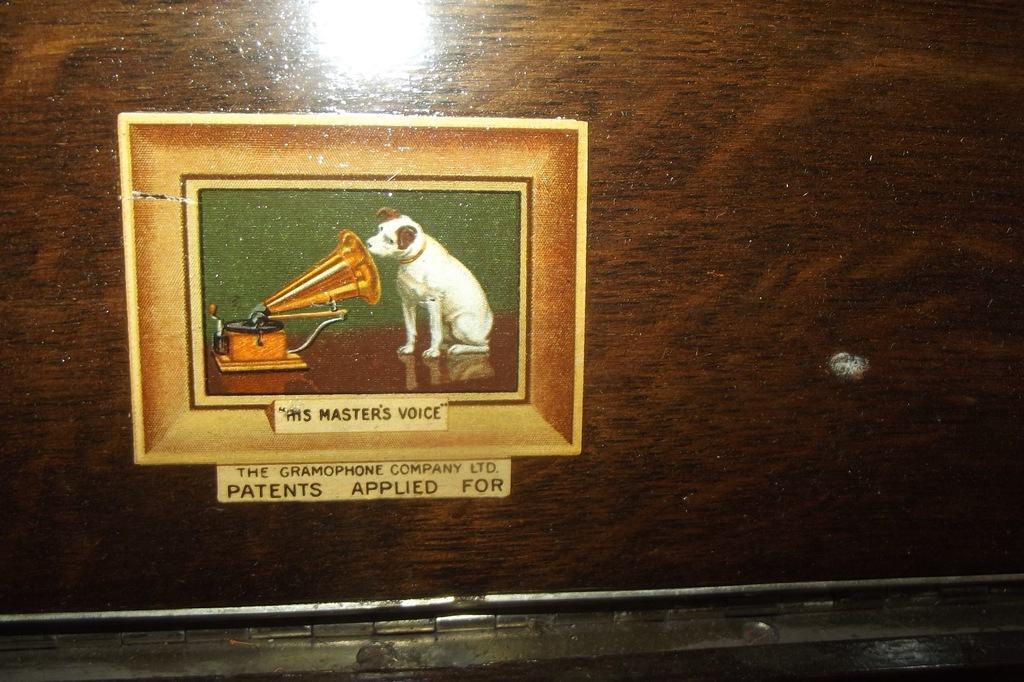 "HIS MASTER'S VOICE"
THE GRAMOPHONE COMPANY LTD.
PATENTS APPLIED FOR